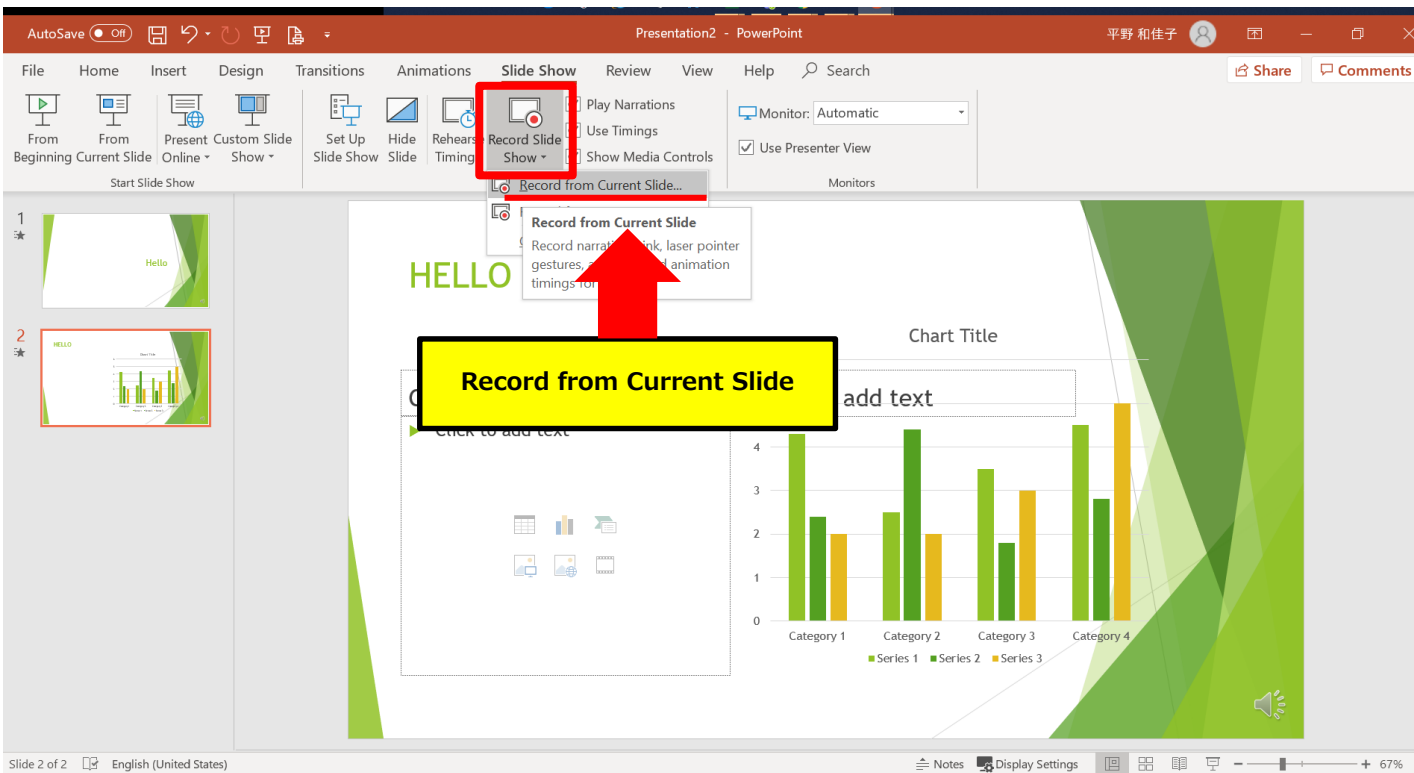 AutoSave Off
Presentation2 - PowerPoint
平野 和佳子
File Home Insert Design Transitions Animations Slide Show Review View Help Search
Share Comments
From Beginning
From Current Slide
Present Online
Custom Slide Show
Start Slide Show
Set Up Slide Show
Hide Slide
Rehearse Timing
Record Slide Show
Play Narrations
Use Timings
Show Media Controls
Monitor: Automatic
Use Presenter View
Monitors
Record from Current Slide...
Record from Current Slide
Record ink, laser pointer
gestures, animation
timings for
Record from Current Slide
1
Hello
2
HELLO
Chart Title
HELLO
Chart Title
add text
Click to add text
4
3
2
1
0
Category 1 Category 2 Category 3 Category 4
Series 1 Series 2 Series 3
Slide 2 of 2 English (United States)
Notes Display Settings 67%